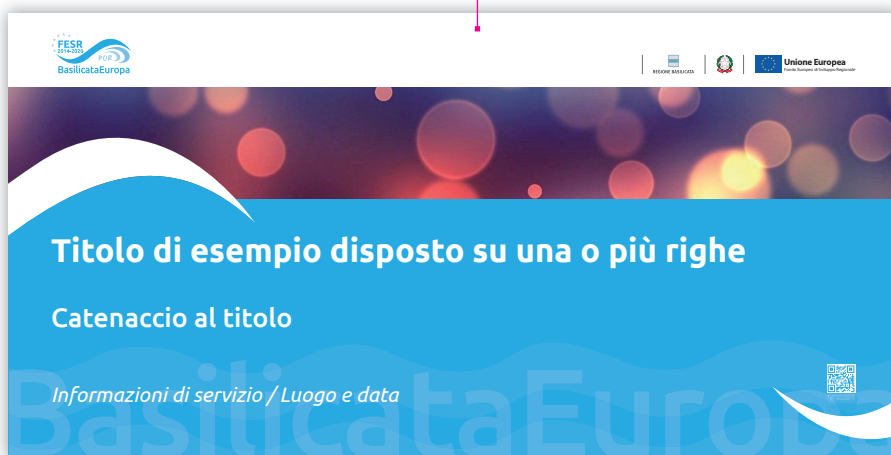 FESR
2014-2020
POR
BasilicataEuropa
REGIONE BASILICATA
Unione Europea
Fondo Europeo di Sviluppo Regionale
Titolo di esempio disposto su una o più righe
Catenaccio al titolo
Informazioni di servizio / Luogo e data
BasilicataEuropa